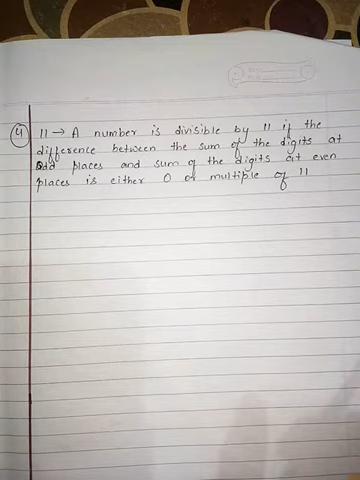 4 11 → A number is divisible by 11 if the
difference between the sum of the digits at
Odd places and sum of the digits at even
places is either 0 or multiple of 11